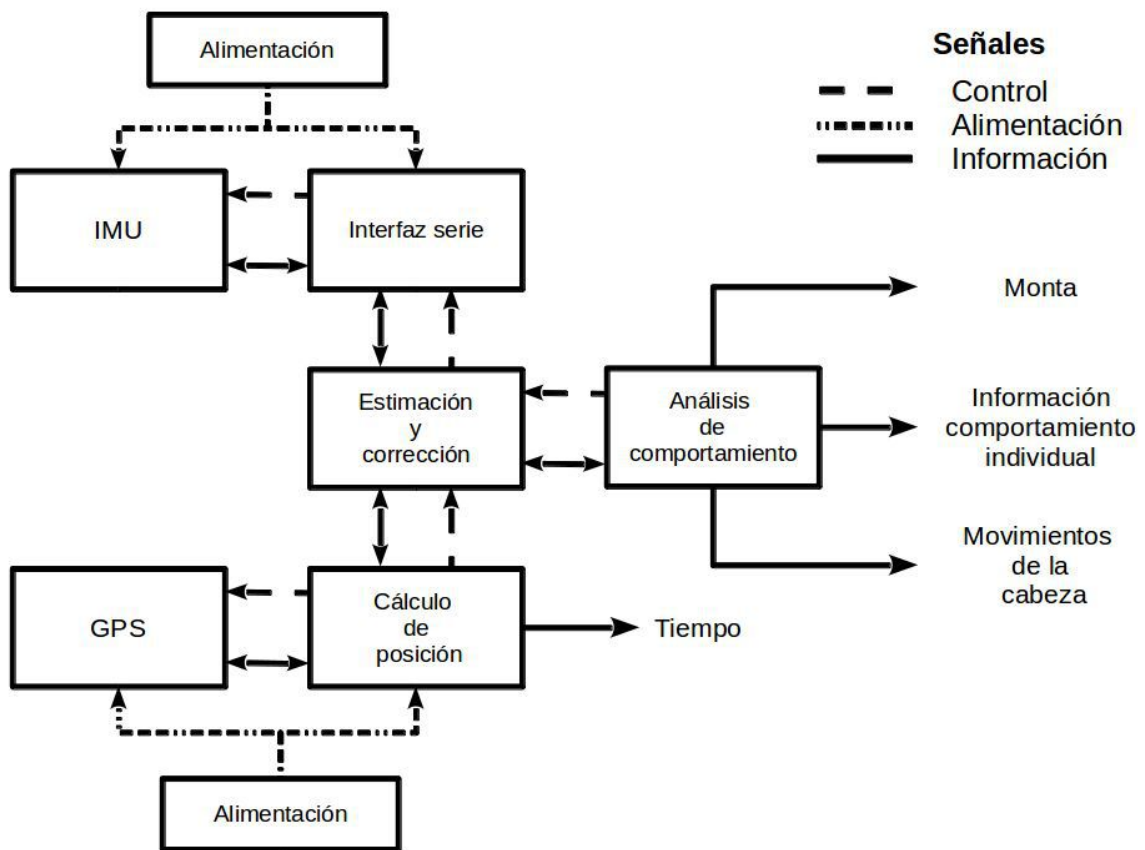 Alimentación
Señales
Control
Alimentación
Información
IMU
Interfaz serie
Monta
Estimación
y
corrección
Análisis
de
comportamiento
Información
comportamiento
individual
Movimientos
de la
cabeza
GPS
Cálculo
de
posición
Tiempo
Alimentación